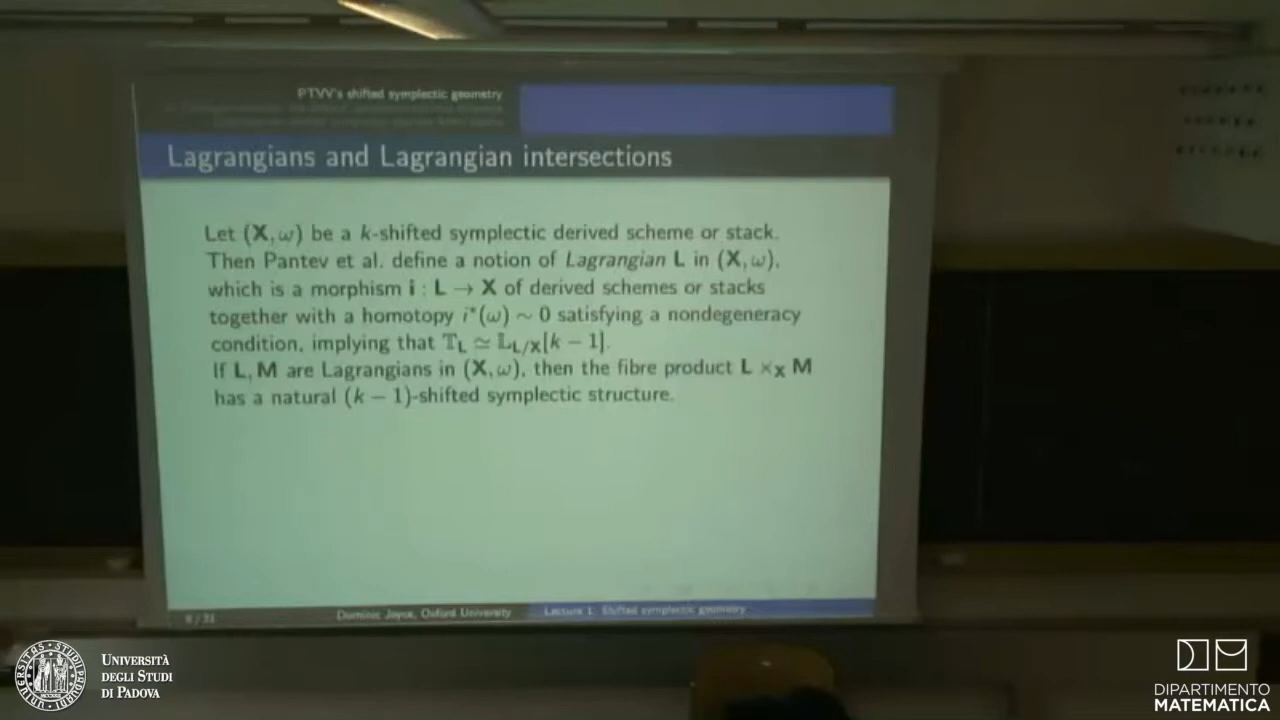 PTVV's shifted symplectic geometry
Lagrangians and Lagrangian intersections
Let (X, ω) be a k-shifted symplectic derived scheme or stack.
Then Pantev et al. define a notion of Lagrangian L in (X, ω),
which is a morphism i : L → X of derived schemes or stacks
together with a homotopy i*(ω) ∼ 0 satisfying a nondegeneracy
condition, implying that 𝕋_L ≃ 𝕃_{L/X}[k − 1].
If L, M are Lagrangians in (X, ω), then the fibre product L ×_X M
has a natural (k − 1)-shifted symplectic structure.
Dominic Joyce, Oxford University
Lecture 1: Shifted symplectic geometry
UNIVERSITÀ
DEGLI STUDI
DI PADOVA
DIPARTIMENTO
MATEMATICA